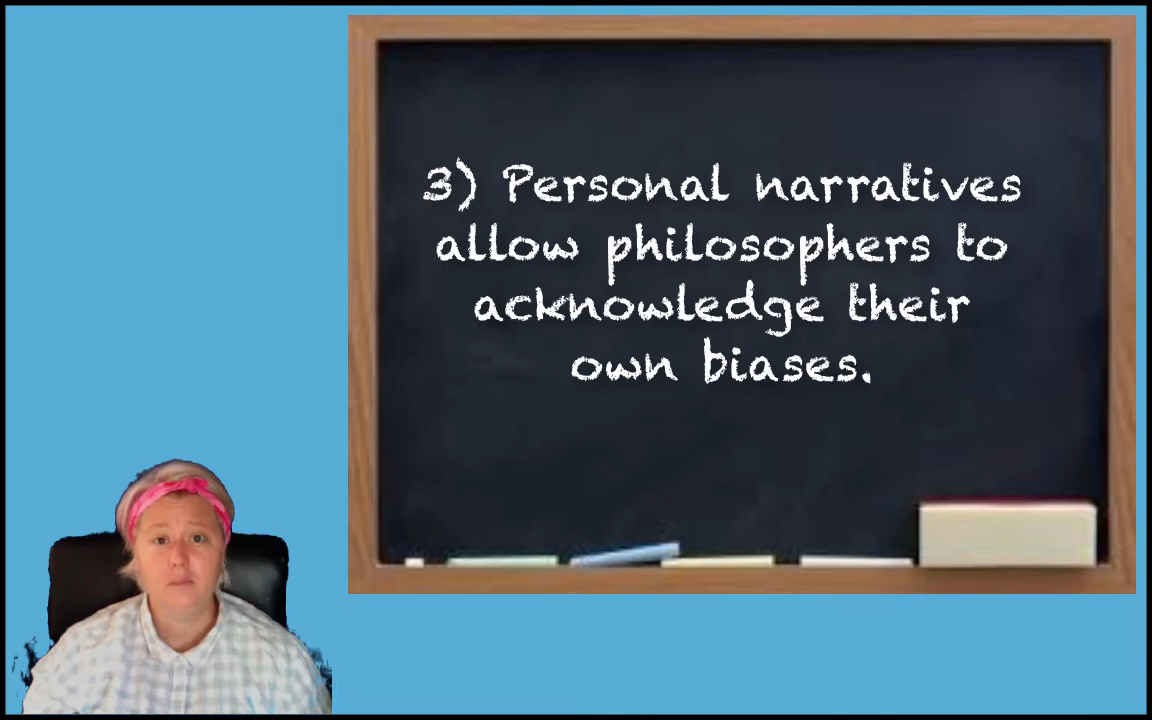 3) Personal narratives
allow philosophers to
acknowledge their
own biases.